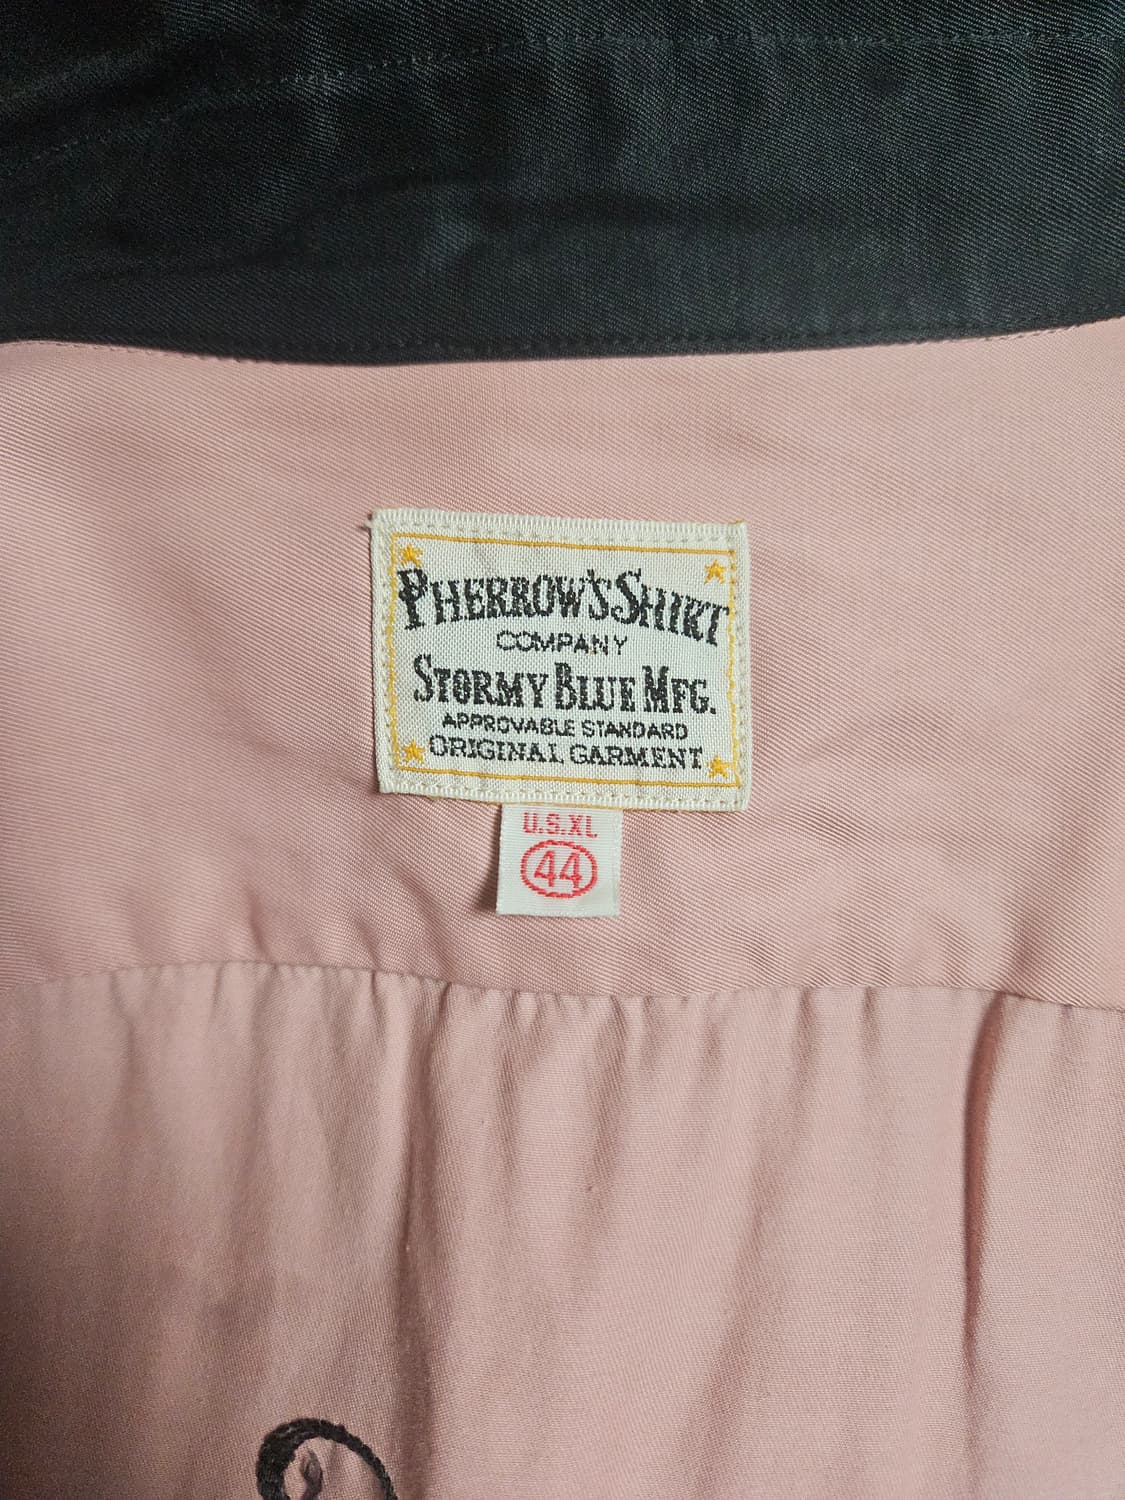 PHERROW'S SHIRT
COMPANY
STORMY BLUE MFG.
APPROVABLE STANDARD
ORIGINAL GARMENT
U.S.XL
44